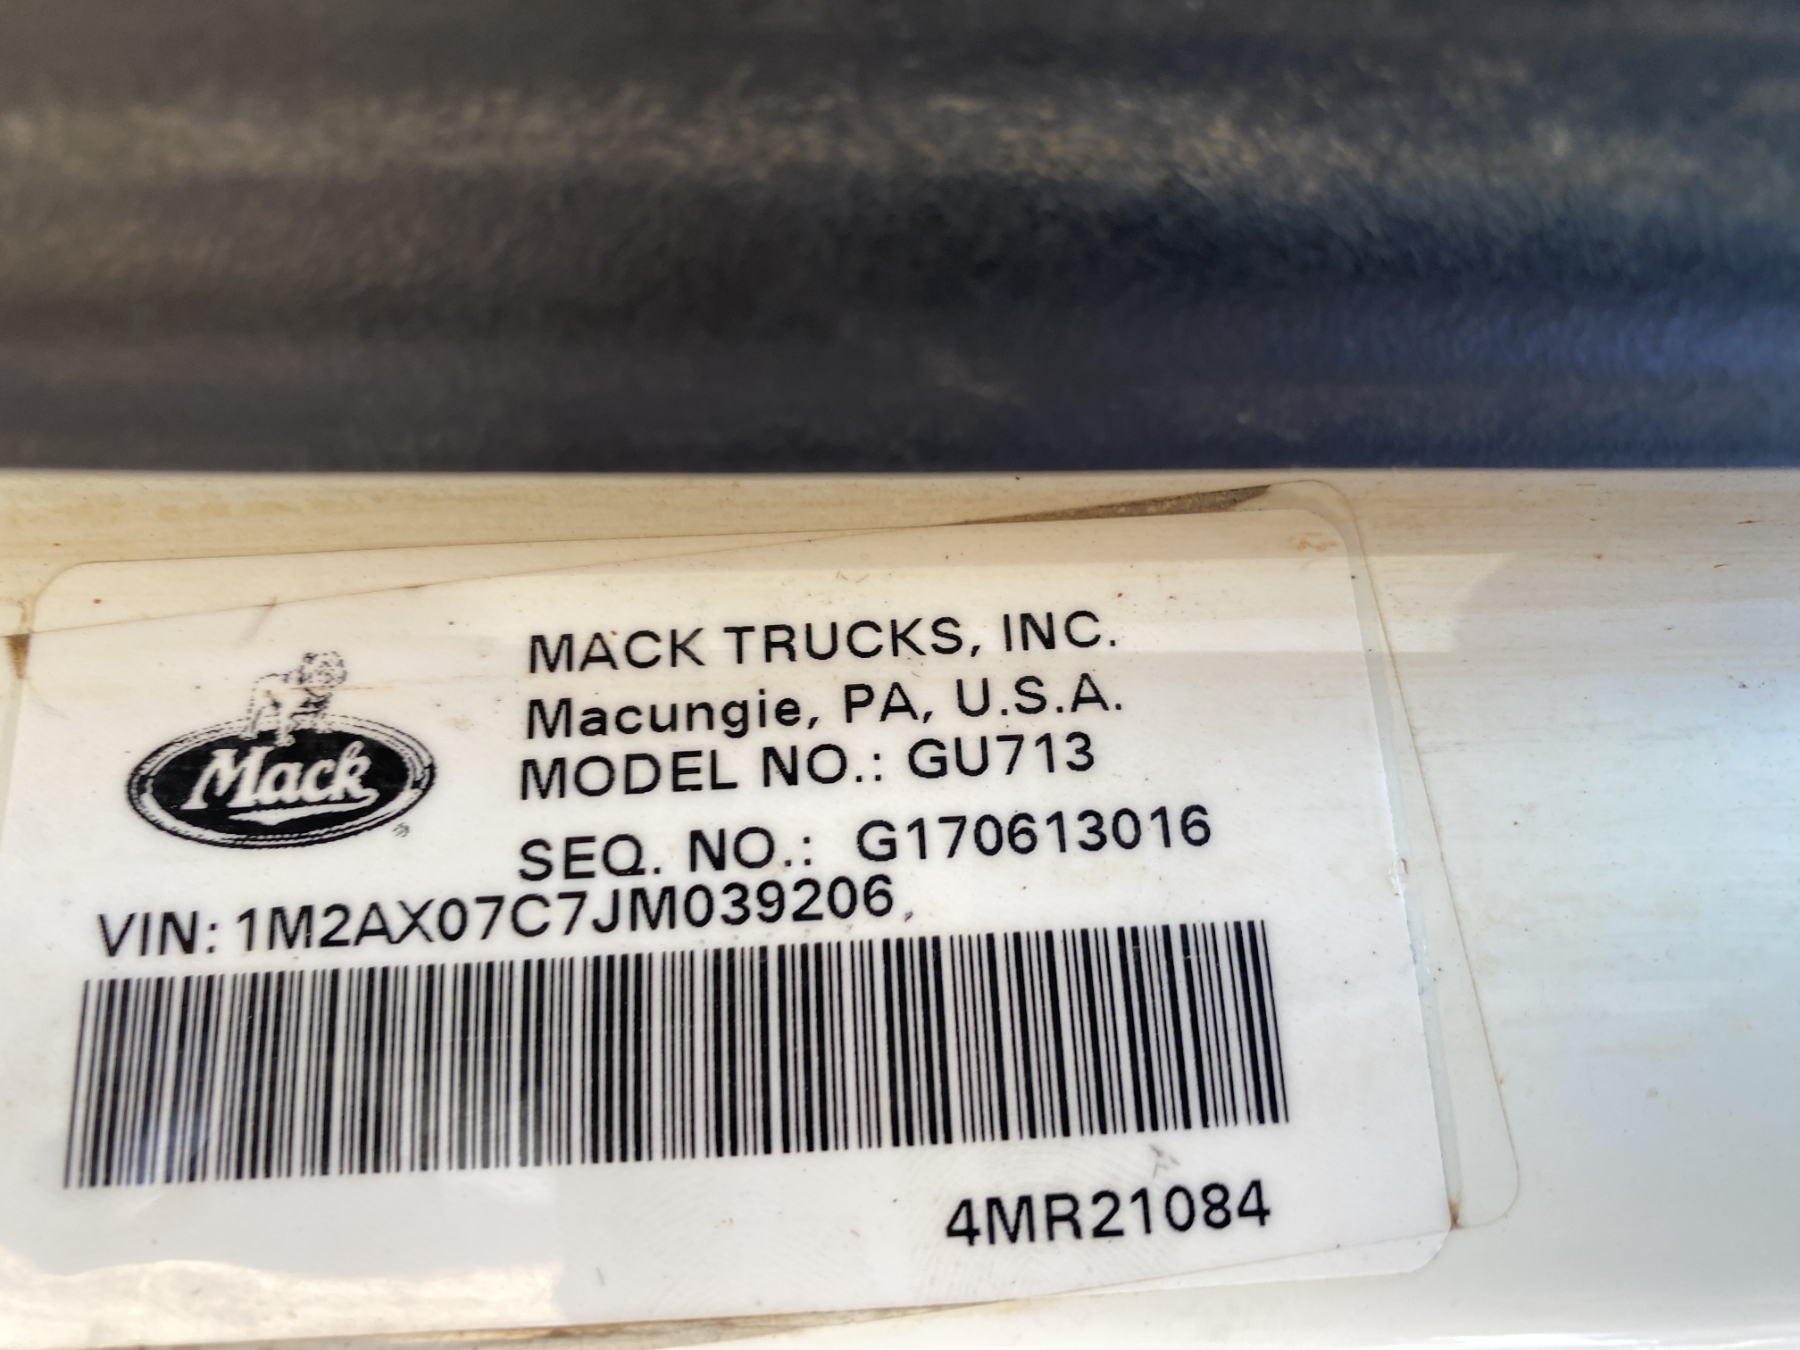 MACK TRUCKS, INC.
Macungie, PA, U.S.A.
Mack
MODEL NO.: GU713
SEQ. NO.: G170613016
VIN: 1M2AX07C7JM039206
4MR21084